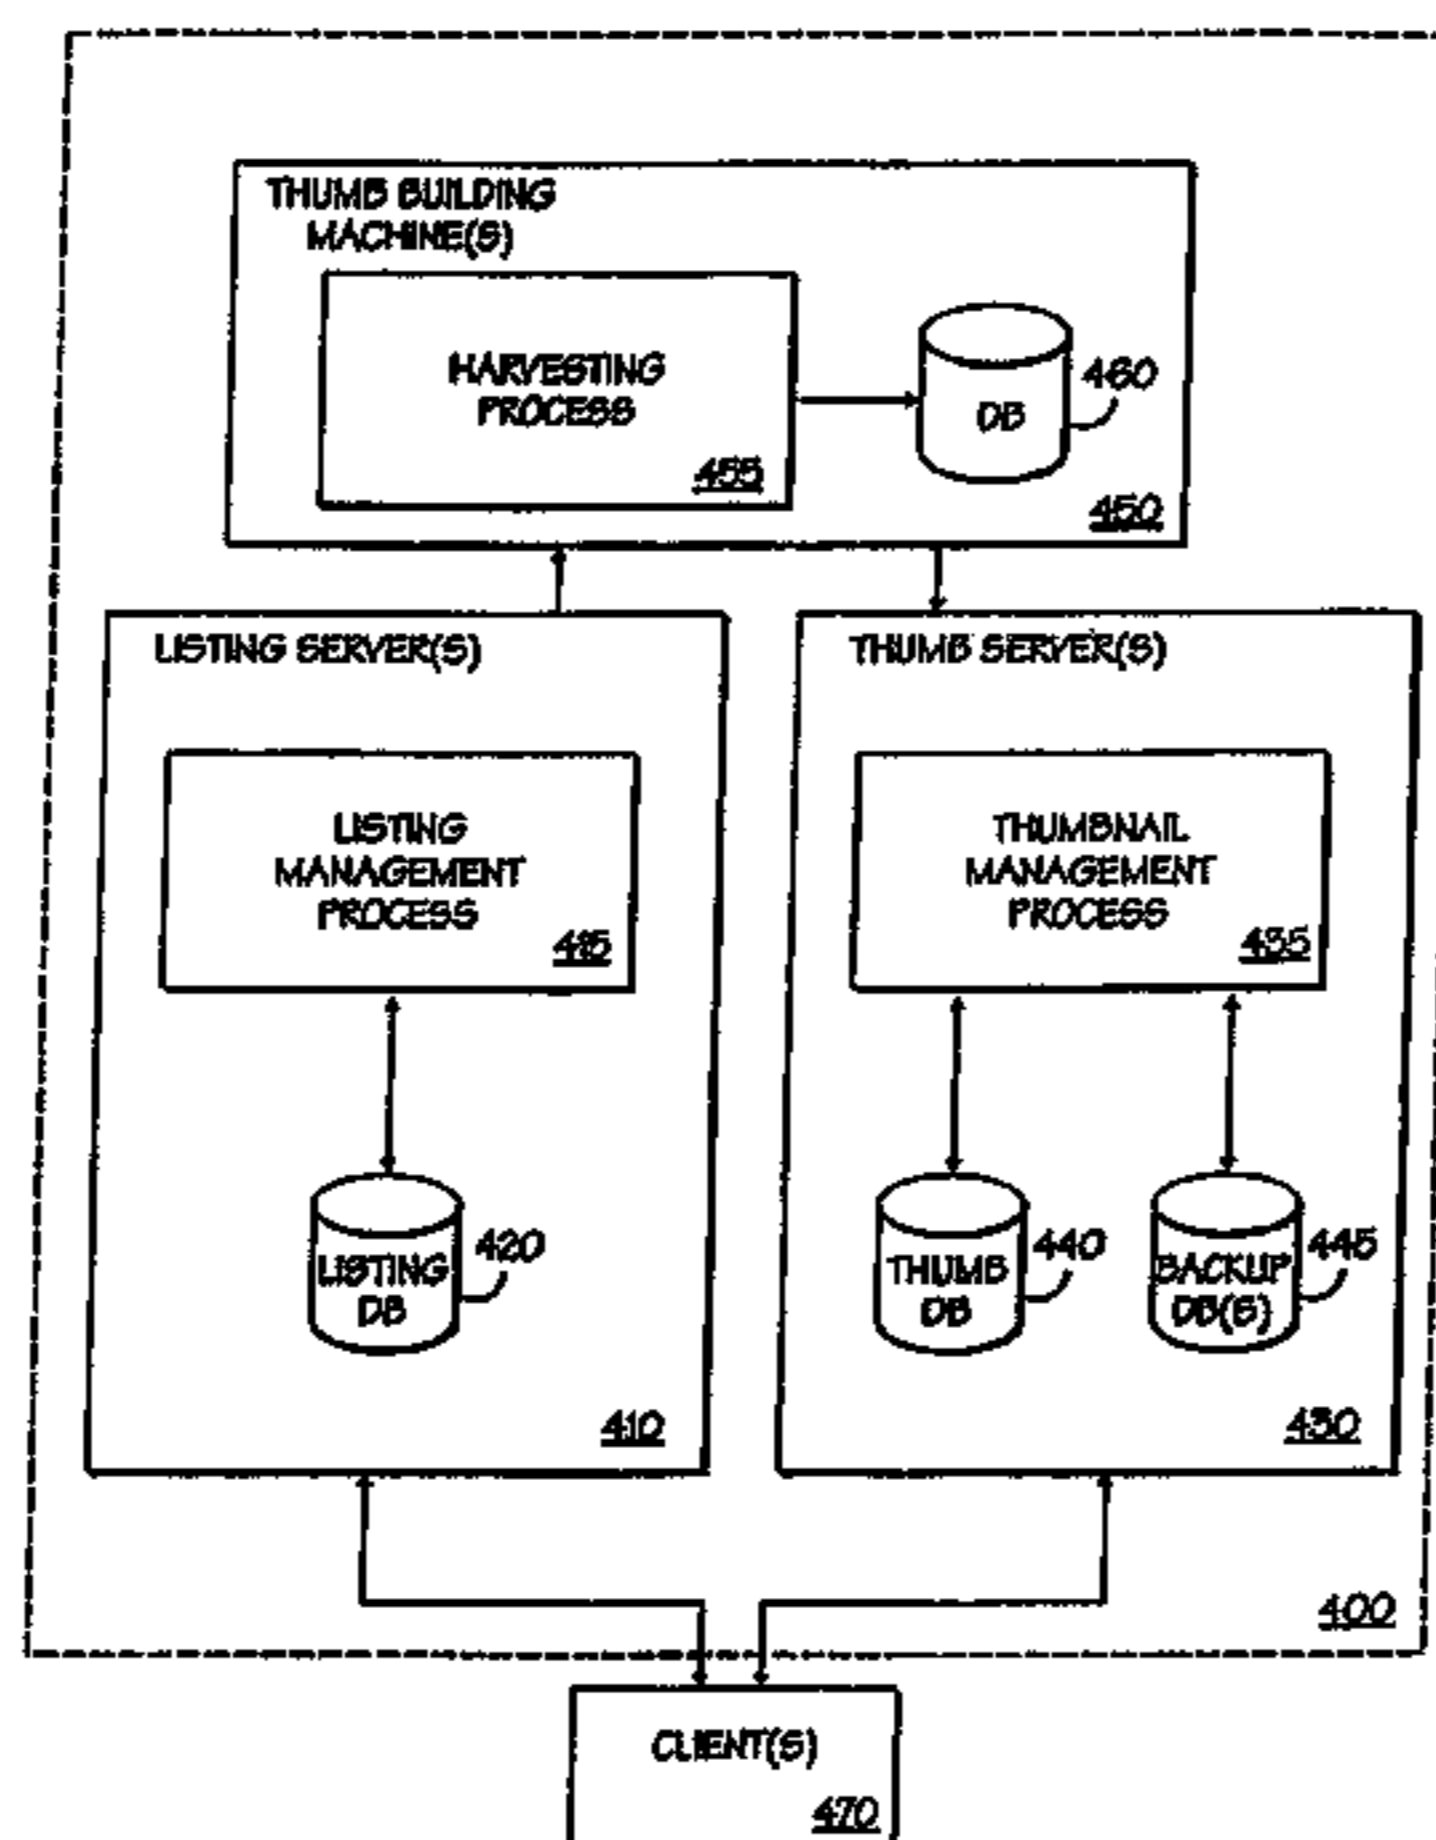 THUMB BUILDING
MACHINE(S)
HARVESTING
PROCESS
455
DB
460
450
LISTING SERVER(S)
LISTING
MANAGEMENT
PROCESS
415
LISTING
DB
420
410
THUMB SERVER(S)
THUMBNAIL
MANAGEMENT
PROCESS
435
THUMB
DB
440
BACKUP
DB(S)
445
430
400
CLIENT(S)
470